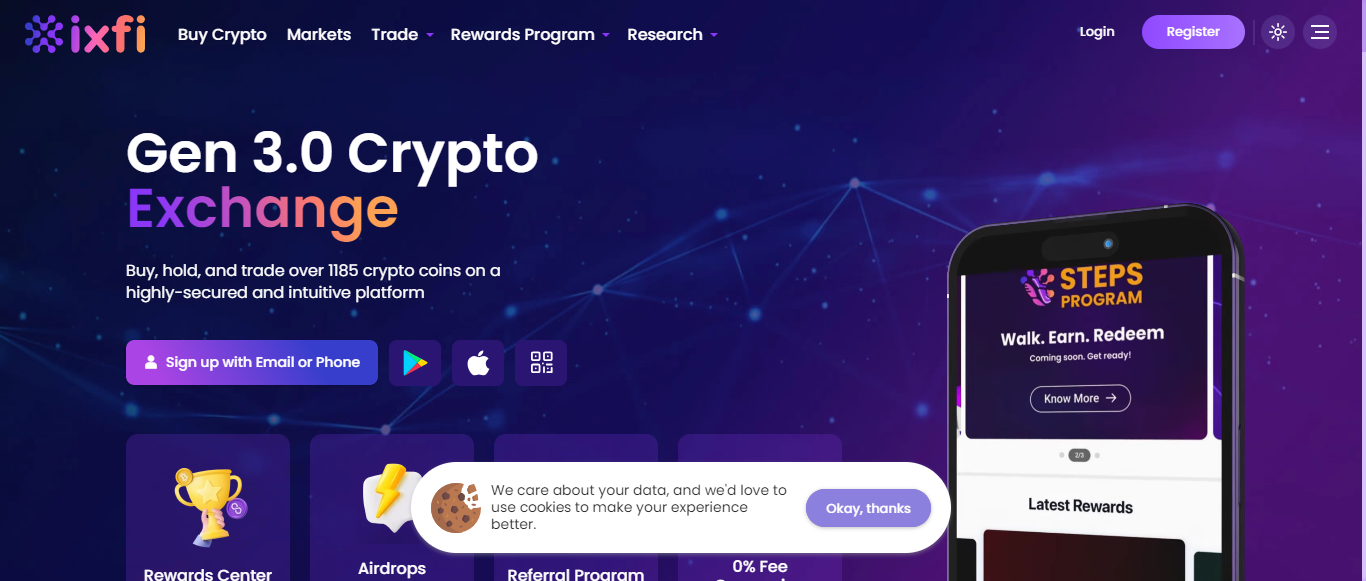 ixfi
Buy Crypto
Markets
Trade
Rewards Program
Research
Login
Register
Gen 3.0 Crypto
Exchange
Buy, hold, and trade over 1185 crypto coins on a
highly-secured and intuitive platform
Sign up with Email or Phone
STEPS
PROGRAM
Walk. Earn. Redeem
Coming soon. Get ready!
Know More →
2/3
Latest Rewards
Rewards Center
Airdrops
Referral Program
0% Fee
We care about your data, and we'd love to
use cookies to make your experience
better.
Okay, thanks